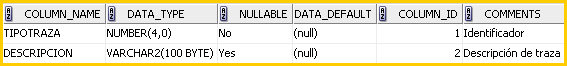 COLUMN_NAME DATA_TYPE NULLABLE DATA_DEFAULT COLUMN_ID COMMENTS
TIPOTRAZA NUMBER(4,0) No (null) 1 Identificador
DESCRIPCION VARCHAR2(100 BYTE) Yes (null) 2 Descripción de traza